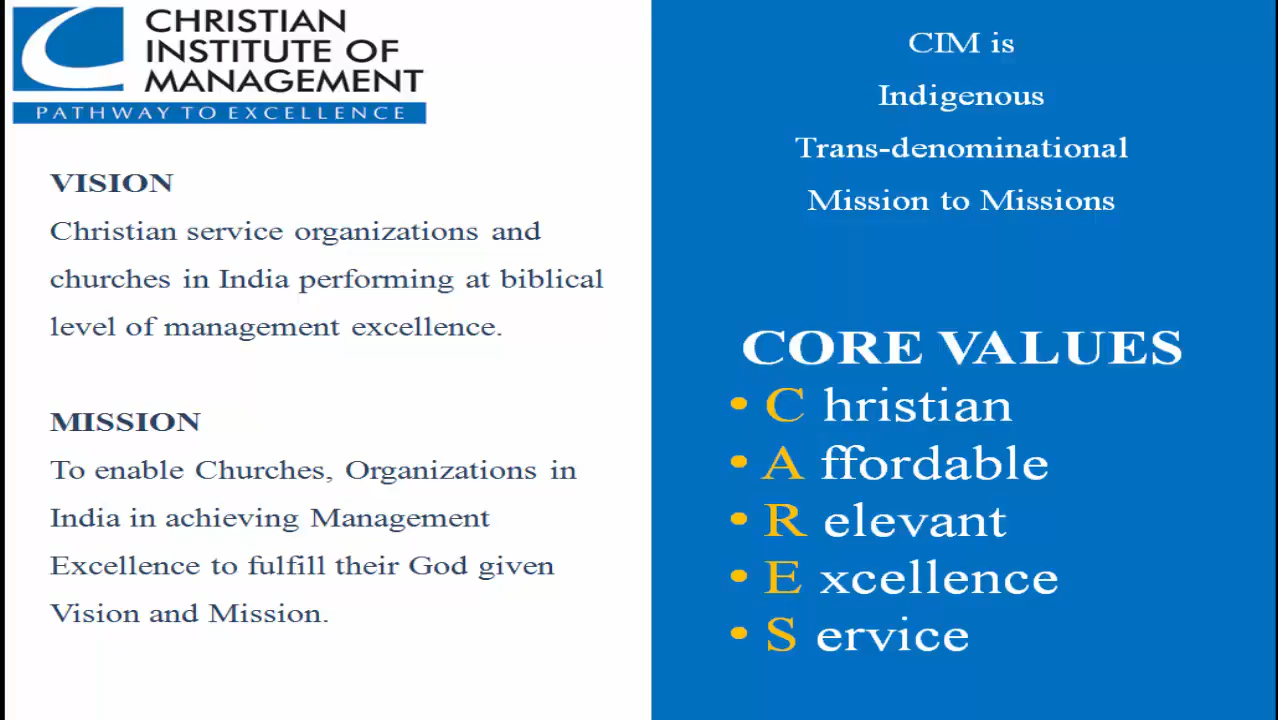 CHRISTIAN
INSTITUTE OF
MANAGEMENT
PATHWAY TO EXCELLENCE
VISION
Christian service organizations and
churches in India performing at biblical
level of management excellence.
MISSION
To enable Churches, Organizations in
India in achieving Management
Excellence to fulfill their God given
Vision and Mission.
CIM is
Indigenous
Trans-denominational
Mission to Missions
CORE VALUES
• C hristian
• A ffordable
• R elevant
• E xcellence
• S ervice